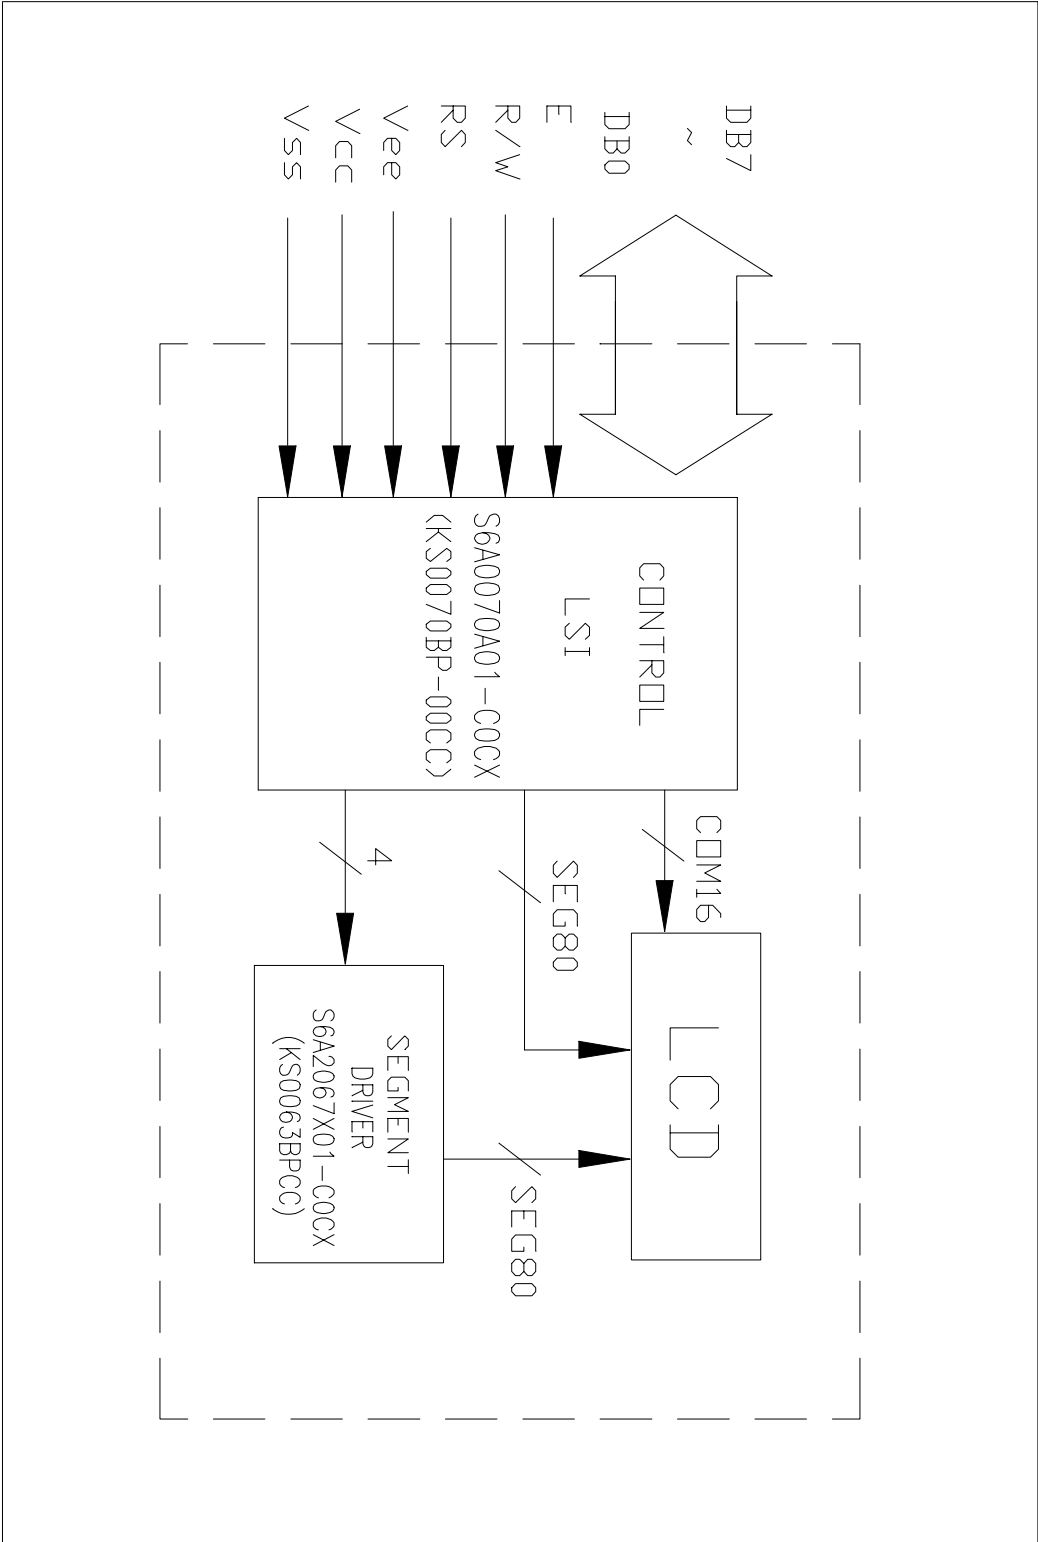 DB7
~
DB0
E
R/W
RS
Vee
Vcc
Vss
CONTROL
LSI
S6A0070A01-C0CX
(KS0070BP-00CC)
COM16
SEG80
4
LCD
SEG80
SEGMENT
DRIVER
S6A2067X01-C0CX
(KS0063BPCC)